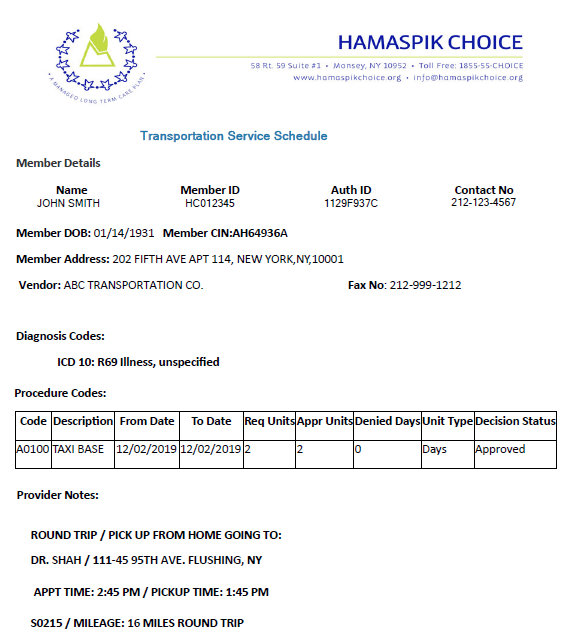 HAMASPIK CHOICE
58 Rt. 59 Suite #1 • Monsey, NY 10952 • Toll Free: 1855-55-CHOICE
www.hamaspikchoice.org • info@hamaspikchoice.org
• A MANAGED LONG TERM CARE PLAN •
Transportation Service Schedule
Member Details
Name Member ID Auth ID Contact No
JOHN SMITH HC012345 1129F937C 212-123-4567
Member DOB: 01/14/1931 Member CIN:AH64936A
Member Address: 202 FIFTH AVE APT 114, NEW YORK,NY,10001
Vendor: ABC TRANSPORTATION CO. Fax No: 212-999-1212
Diagnosis Codes:
ICD 10: R69 Illness, unspecified
Procedure Codes:
Code Description From Date To Date Req Units Appr Units Denied Days Unit Type Decision Status
A0100 TAXI BASE 12/02/2019 12/02/2019 2 2 0 Days Approved
Provider Notes:
ROUND TRIP / PICK UP FROM HOME GOING TO:
DR. SHAH / 111-45 95TH AVE. FLUSHING, NY
APPT TIME: 2:45 PM / PICKUP TIME: 1:45 PM
S0215 / MILEAGE: 16 MILES ROUND TRIP